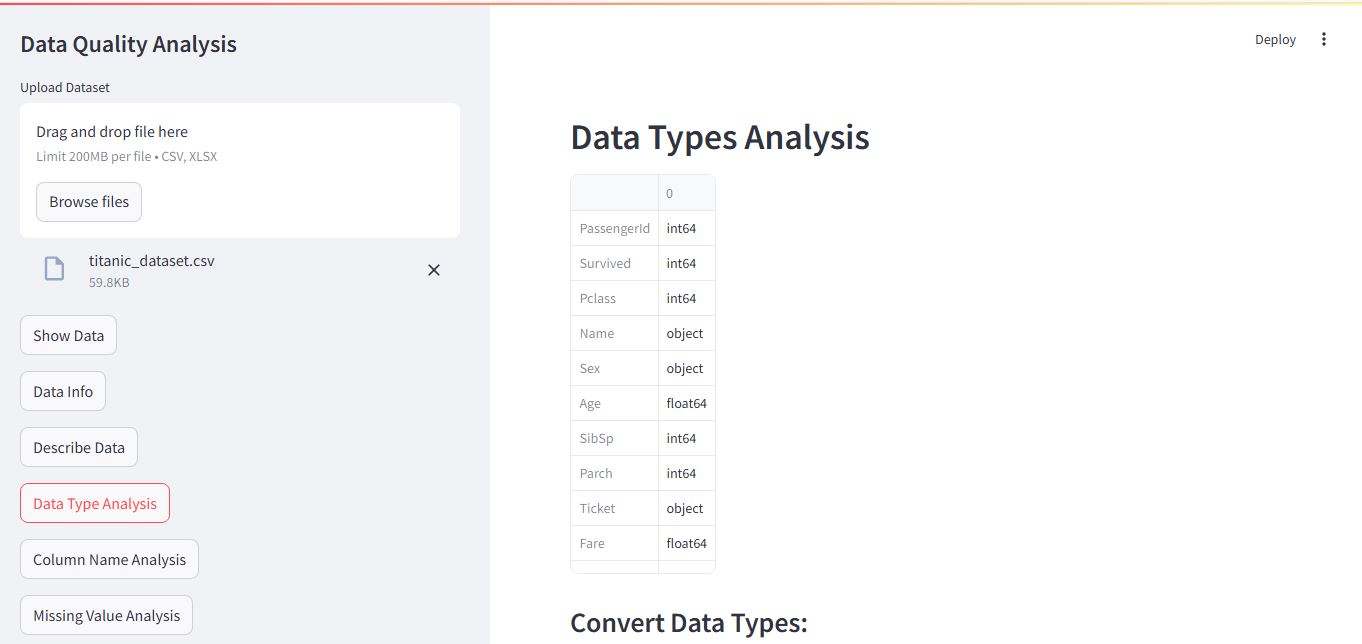 Data Quality Analysis
Upload Dataset
Drag and drop file here
Limit 200MB per file • CSV, XLSX
Browse files
titanic_dataset.csv
59.8KB
Show Data
Data Info
Describe Data
Data Type Analysis
Column Name Analysis
Missing Value Analysis
Deploy
Data Types Analysis
0
PassengerId int64
Survived int64
Pclass int64
Name object
Sex object
Age float64
SibSp int64
Parch int64
Ticket object
Fare float64
Convert Data Types: